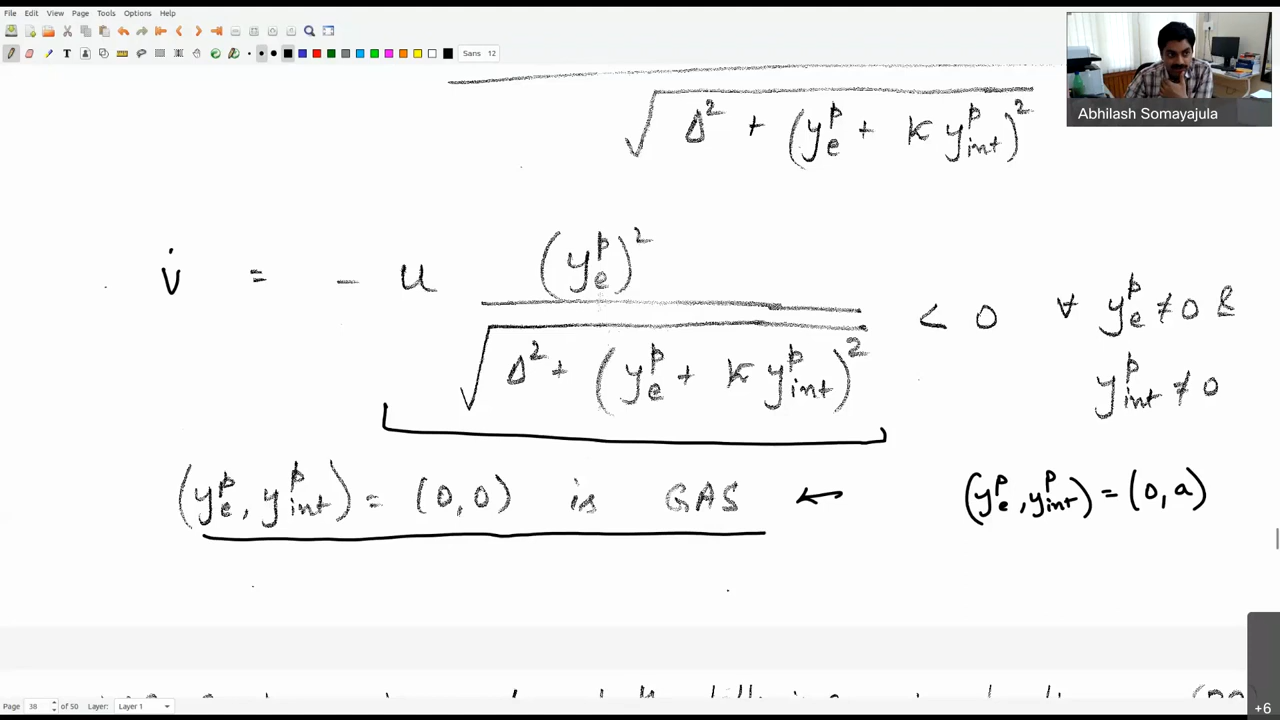 File Edit View Page Tools Options Help
Sans 12
Abhilash Somayajula
√(Δ² + (y_e^p + K y_int^p)²)
v̇ = - u (y_e^p)² / √(Δ² + (y_e^p + K y_int^p)²) < 0 ∀ y_e^p ≠ 0 &
y_int^p ≠ 0
(y_e^p, y_int^p) = (0,0) is GAS ← (y_e^p, y_int^p) = (0, a)
Page 38 of 50 Layer: Layer 1
+6